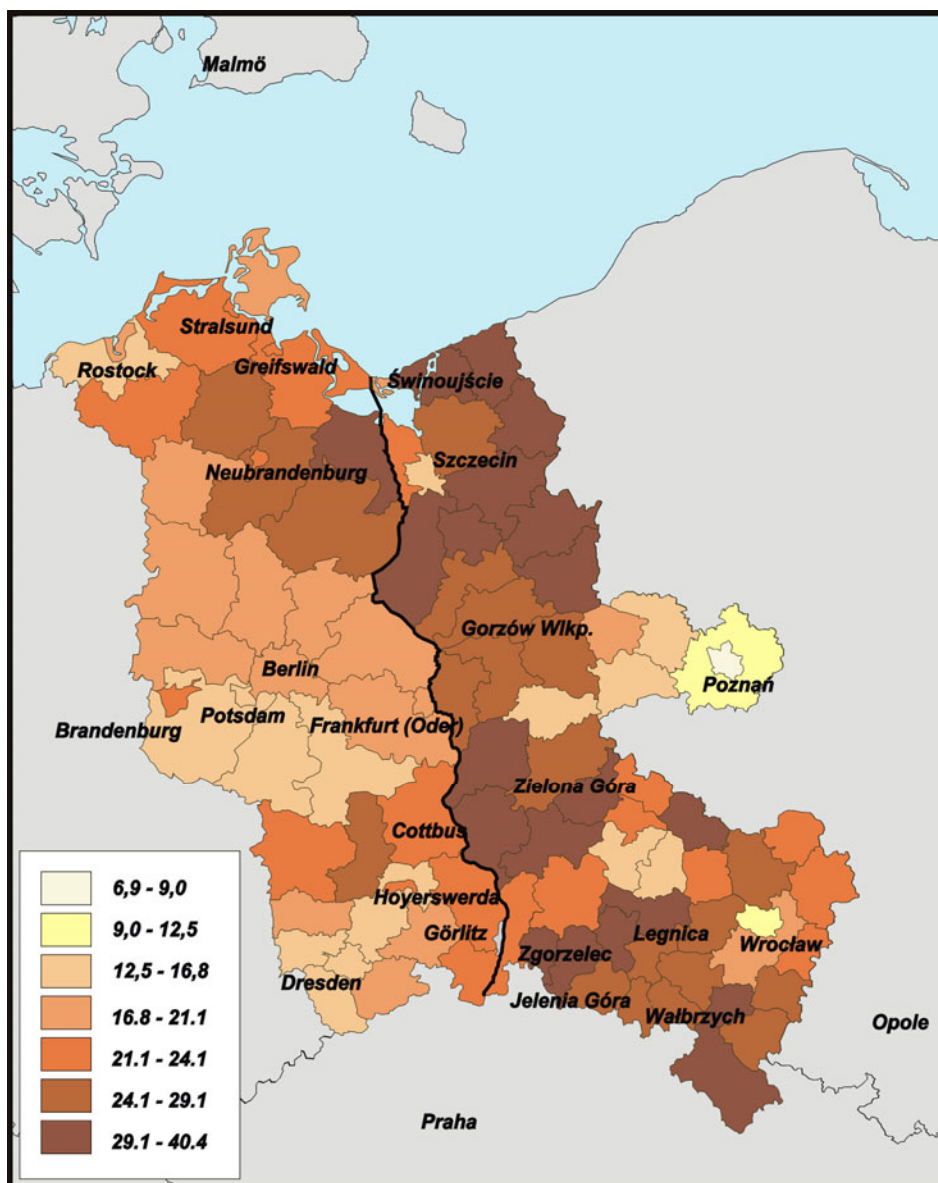 Malmö
Stralsund
Rostock
Greifswald
Świnoujście
Neubrandenburg
Szczecin
Gorzów Wlkp.
Berlin
Poznań
Potsdam
Brandenburg
Frankfurt (Oder)
Zielona Góra
Cottbus
Hoyerswerda
Görlitz
Legnica
Wrocław
Zgorzelec
Dresden
Jelenia Góra
Wałbrzych
Opole
Praha
6,9 - 9,0
9,0 - 12,5
12,5 - 16,8
16.8 - 21.1
21.1 - 24.1
24.1 - 29.1
29.1 - 40.4